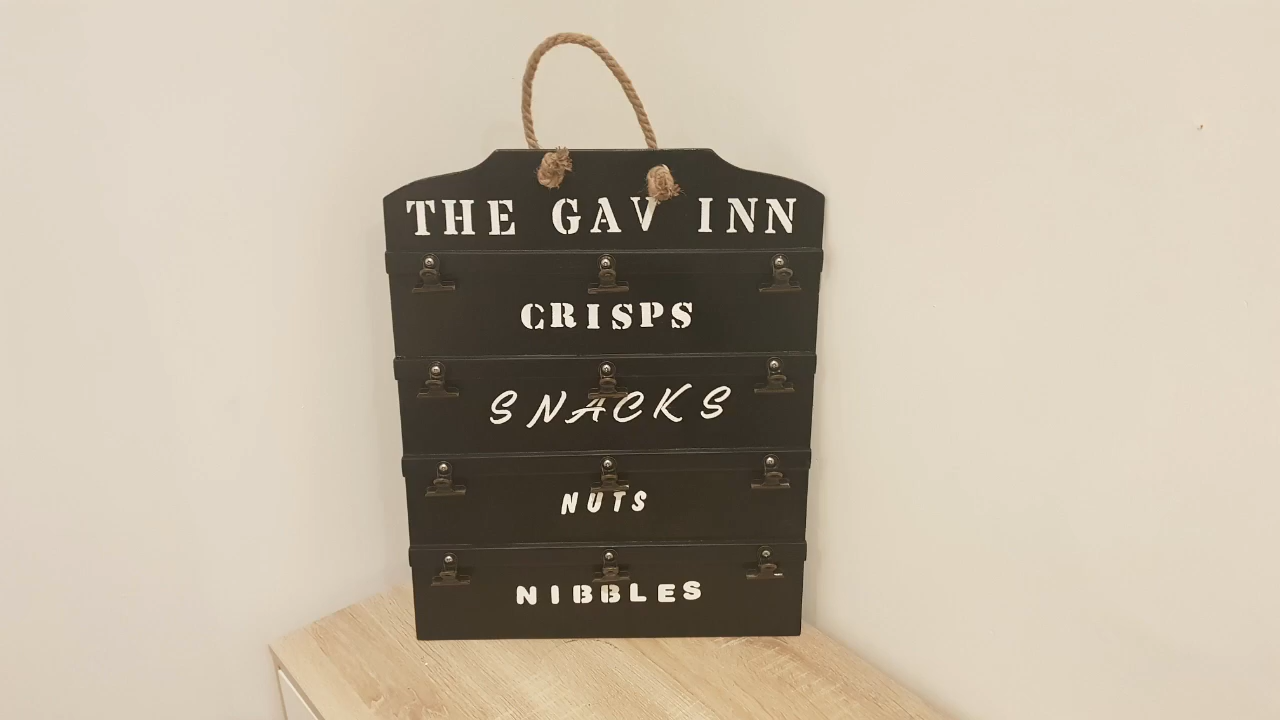 THE GAV INN
CRISPS
SNACKS
NUTS
NIBBLES